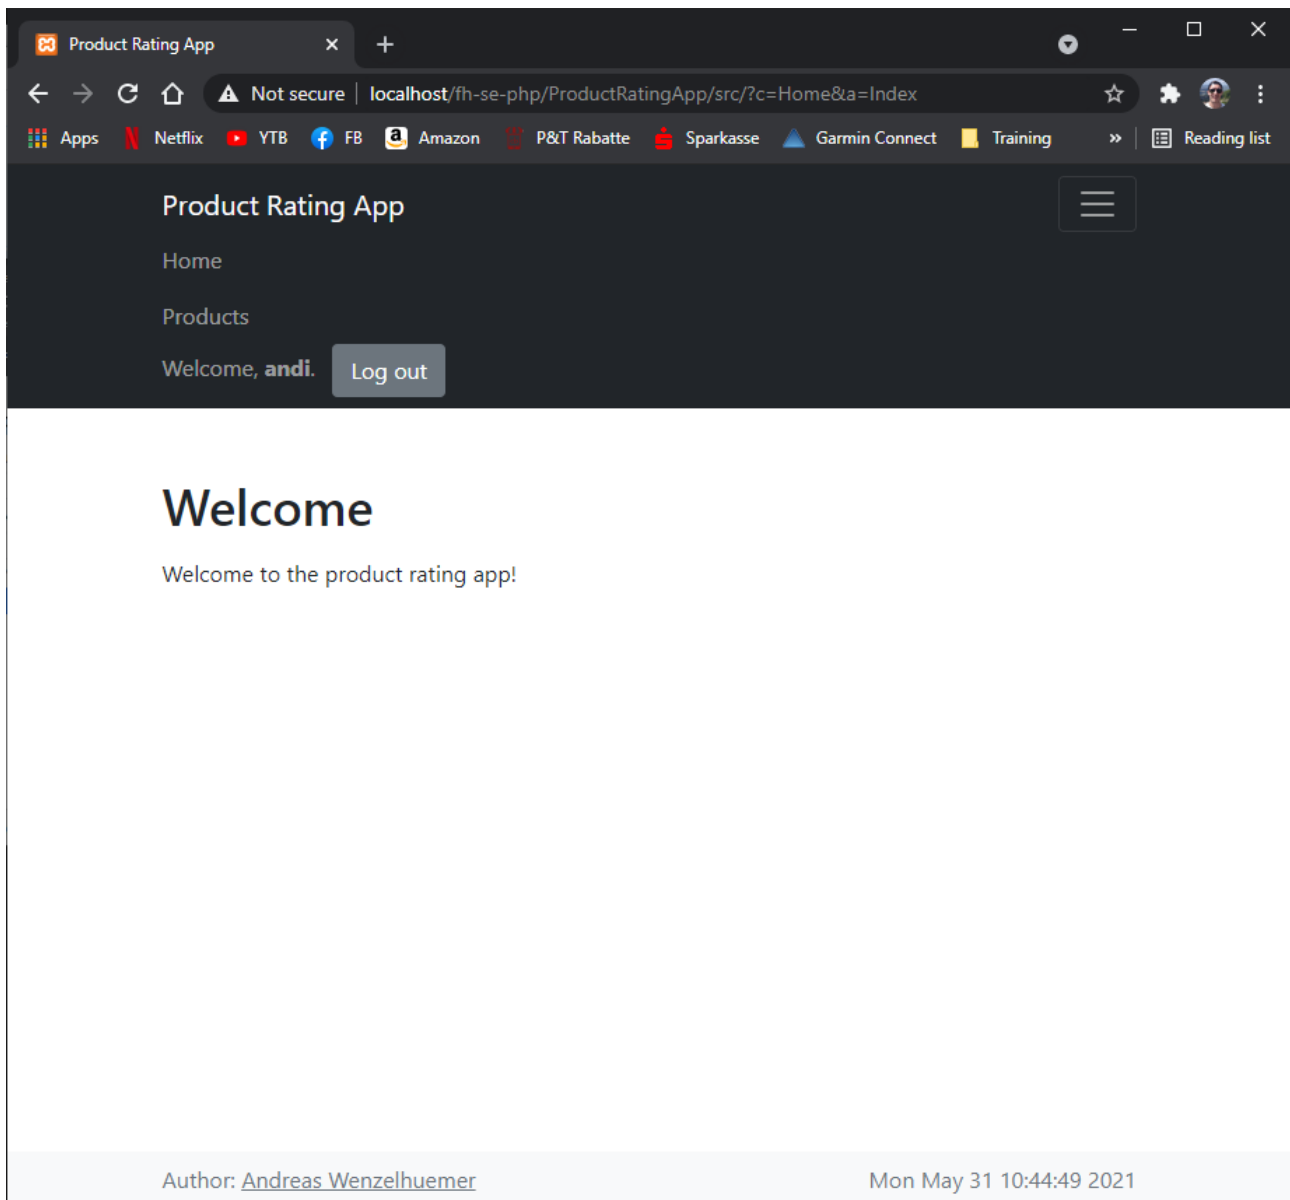 Product Rating App
Not secure | localhost/fh-se-php/ProductRatingApp/src/?c=Home&a=Index
Apps Netflix YTB FB Amazon P&T Rabatte Sparkasse Garmin Connect Training » Reading list
Product Rating App
Home
Products
Welcome, andi. Log out
Welcome
Welcome to the product rating app!
Author: Andreas Wenzelhuemer Mon May 31 10:44:49 2021